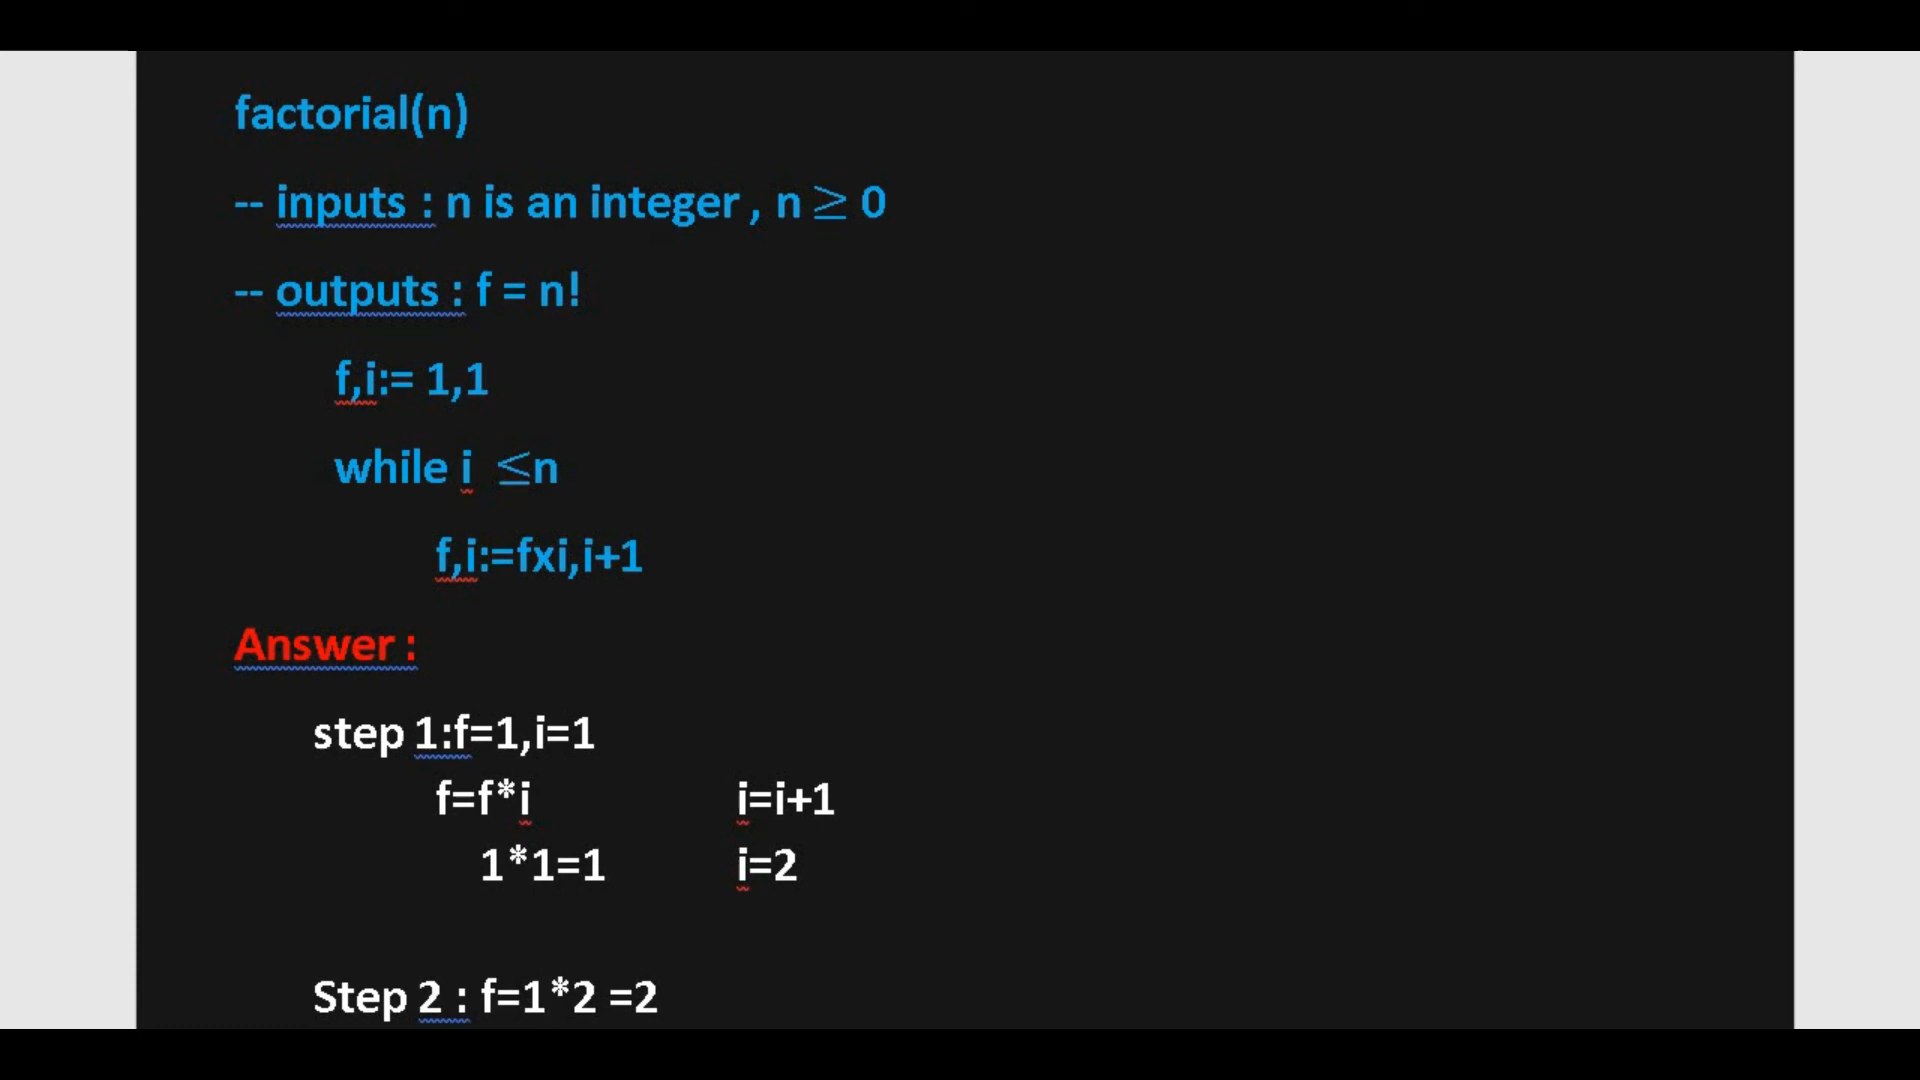 factorial(n)
-- inputs : n is an integer , n ≥ 0
-- outputs : f = n!
f,i:= 1,1
while i ≤n
f,i:=fxi,i+1
Answer :
step 1:f=1,i=1
f=f*i i=i+1
1*1=1 i=2
Step 2 : f=1*2 =2